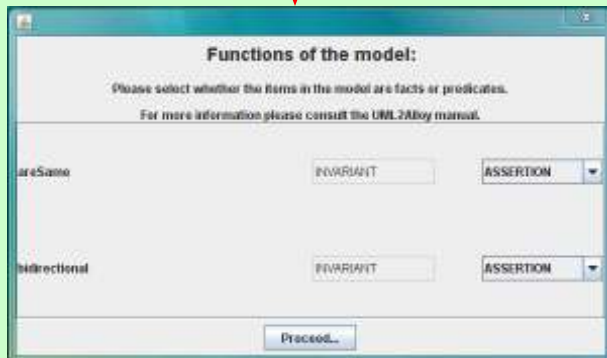 Functions of the model:
Please select whether the items in the model are facts or predicates.
For more information please consult the UML2Alloy manual.
areSame INVARIANT ASSERTION
bidirectional INVARIANT ASSERTION
Proceed...